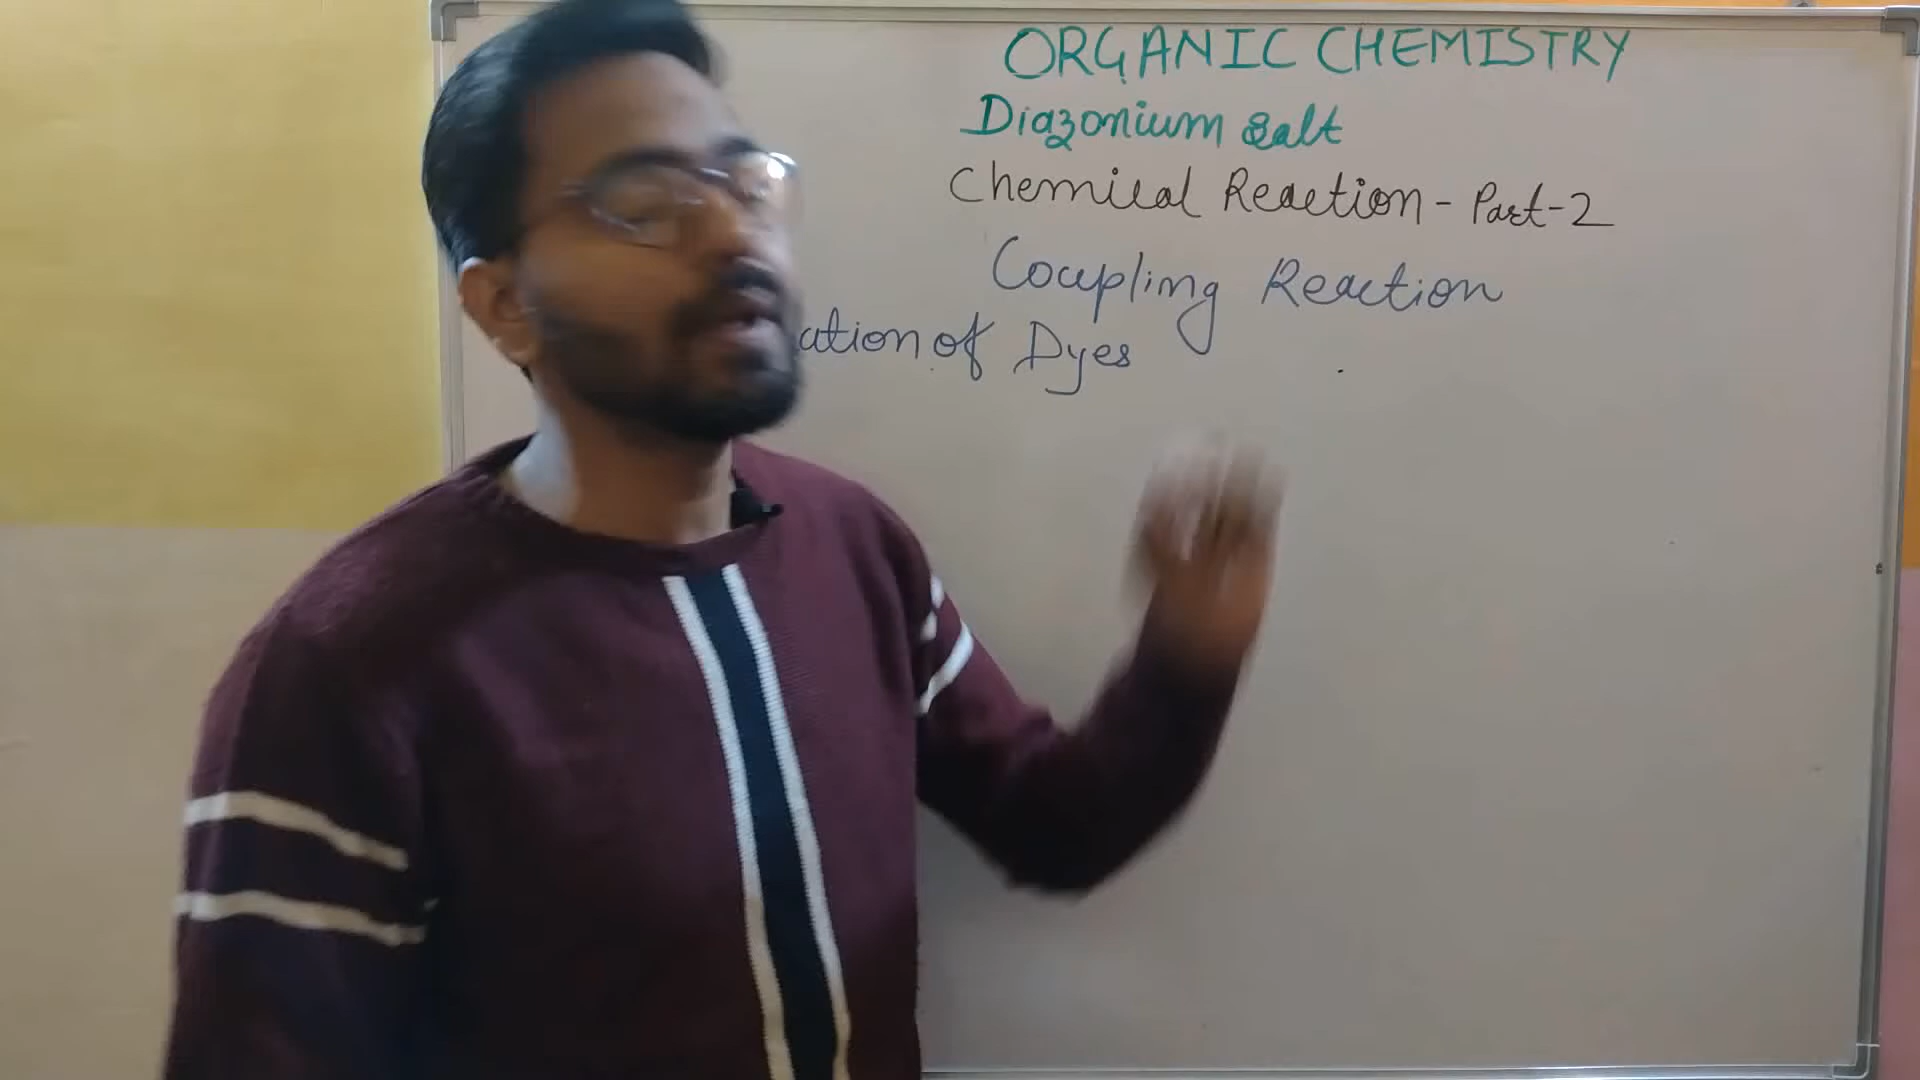 ORGANIC CHEMISTRY
Diazonium salt
Chemical Reaction - Part-2
Coupling Reaction
ation of Dyes